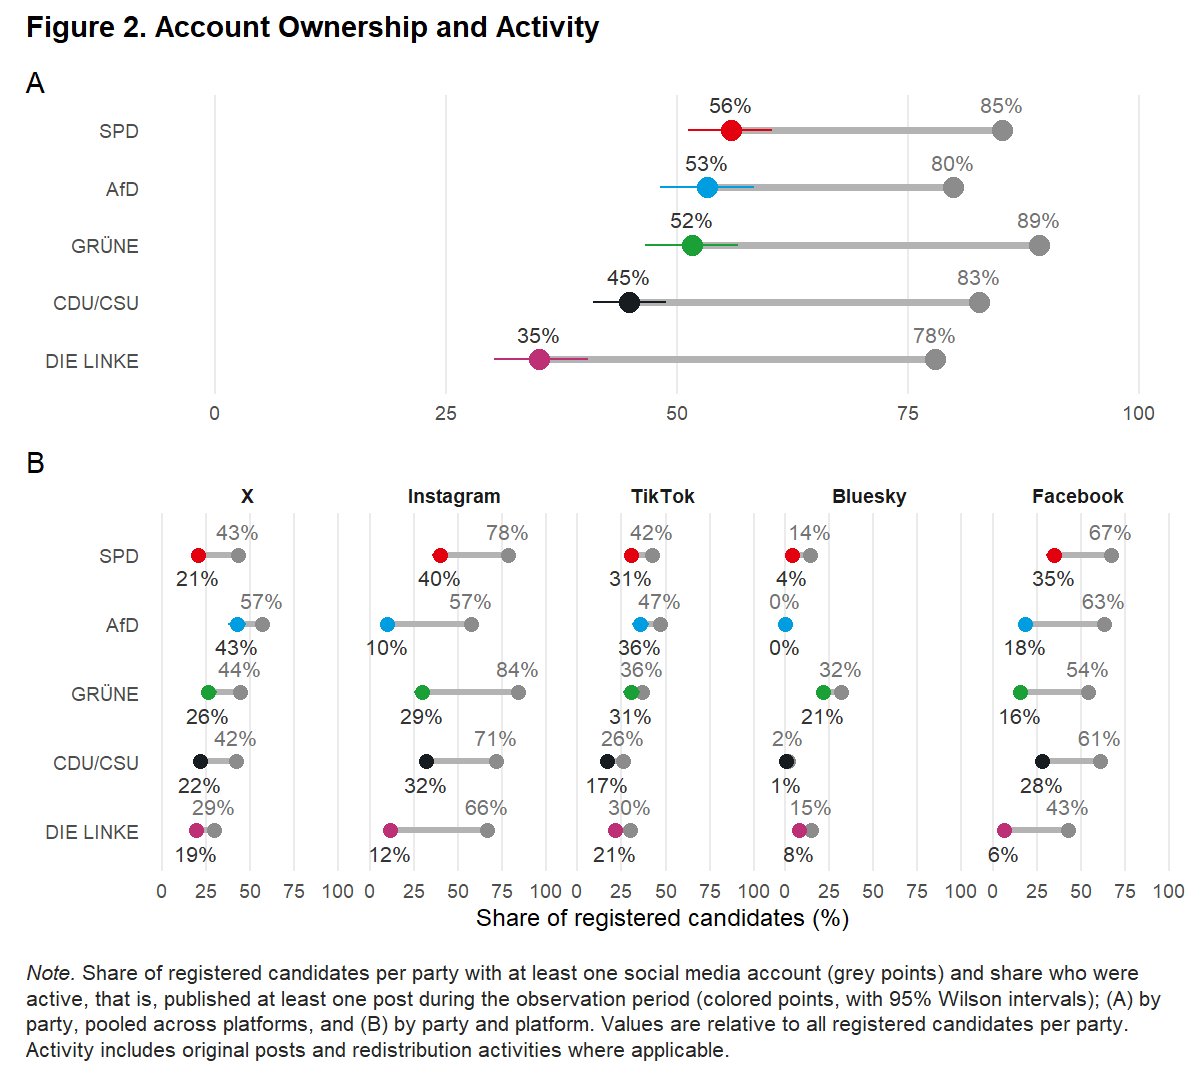 Figure 2. Account Ownership and Activity
A
56% 85%
SPD
53% 80%
AfD
52% 89%
GRÜNE
45% 83%
CDU/CSU
35% 78%
DIE LINKE
0 25 50 75 100
B
X Instagram TikTok Bluesky Facebook
43% 78% 42% 14% 67%
SPD
21% 40% 31% 4% 35%
57% 57% 47% 0% 63%
AfD
43% 10% 36% 0% 18%
44% 84% 36% 32% 54%
GRÜNE
26% 29% 31% 21% 16%
42% 71% 26% 2% 61%
CDU/CSU
22% 32% 17% 1% 28%
29% 66% 30% 15% 43%
DIE LINKE
19% 12% 21% 8% 6%
0 25 50 75 100 0 25 50 75 100 0 25 50 75 100 0 25 50 75 100 0 25 50 75 100
Share of registered candidates (%)
Note. Share of registered candidates per party with at least one social media account (grey points) and share who were
active, that is, published at least one post during the observation period (colored points, with 95% Wilson intervals); (A) by
party, pooled across platforms, and (B) by party and platform. Values are relative to all registered candidates per party.
Activity includes original posts and redistribution activities where applicable.